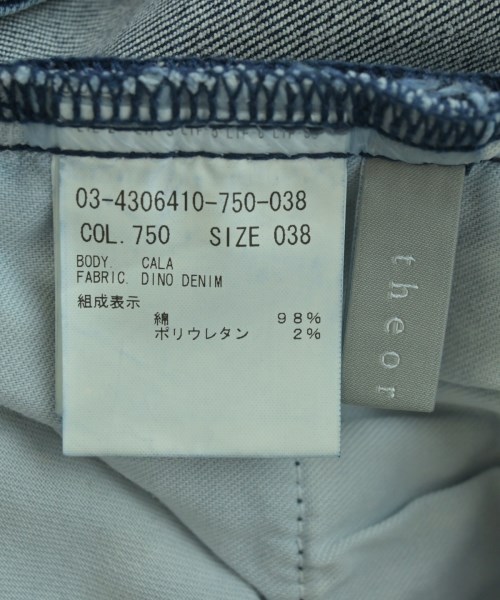 03-4306410-750-038
COL. 750 SIZE 038
BODY. CALA
FABRIC. DINO DENIM
組成表示
綿 98%
ポリウレタン 2%
theor